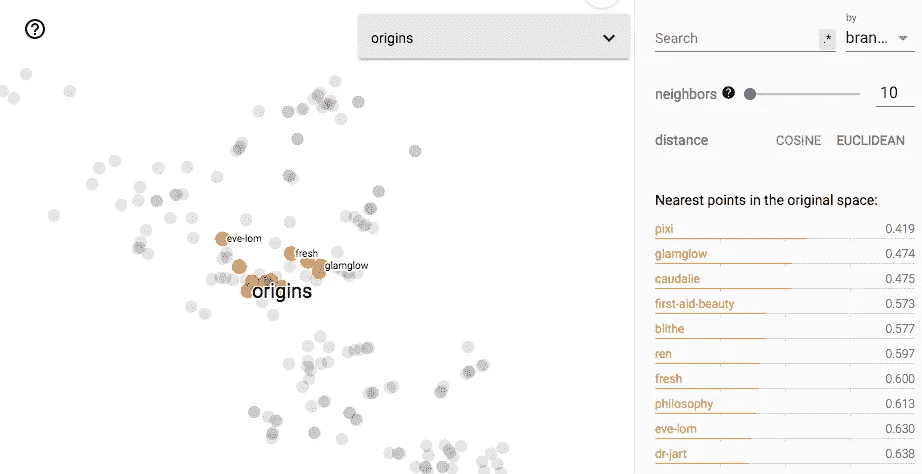 ?
origins
eve-lom
fresh
glamglow
origins
by
Search
.*
bran...
neighbors ?
10
distance
COSINE
EUCLIDEAN
Nearest points in the original space:
pixi 0.419
glamglow 0.474
caudalie 0.475
first-aid-beauty 0.573
blithe 0.577
ren 0.597
fresh 0.600
philosophy 0.613
eve-lom 0.630
dr-jart 0.638